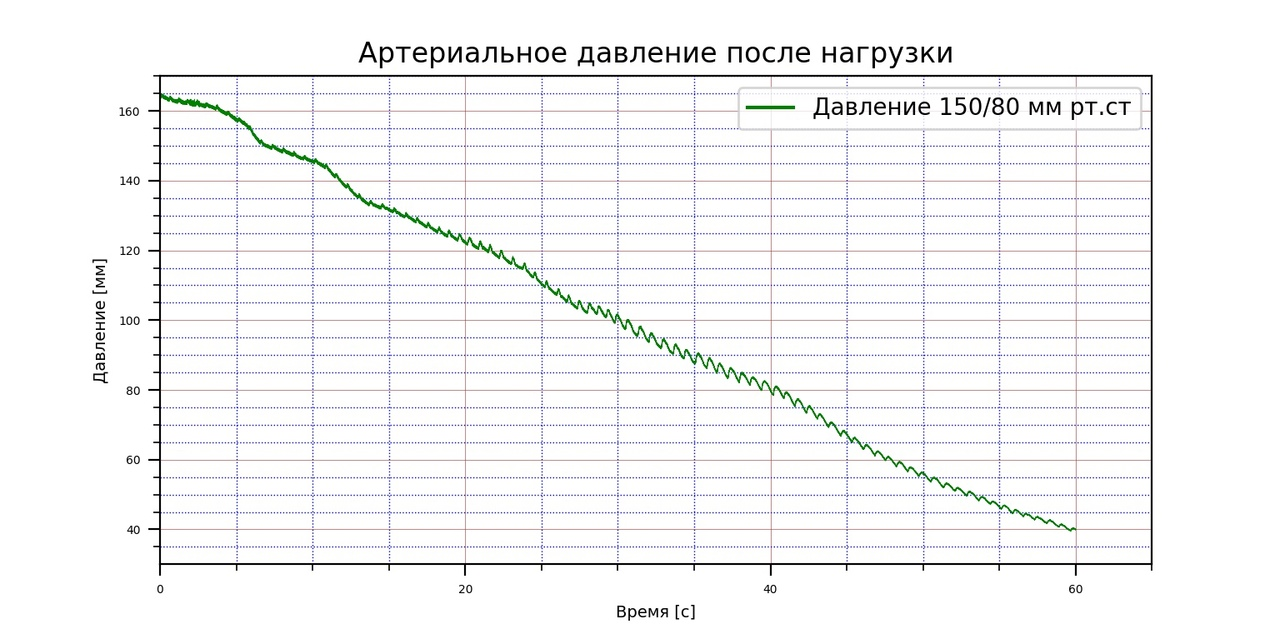 Артериальное давление после нагрузки
Давление 150/80 мм рт.ст
160
140
120
100
80
60
40
Давление [мм]
0 20 40 60
Время [с]